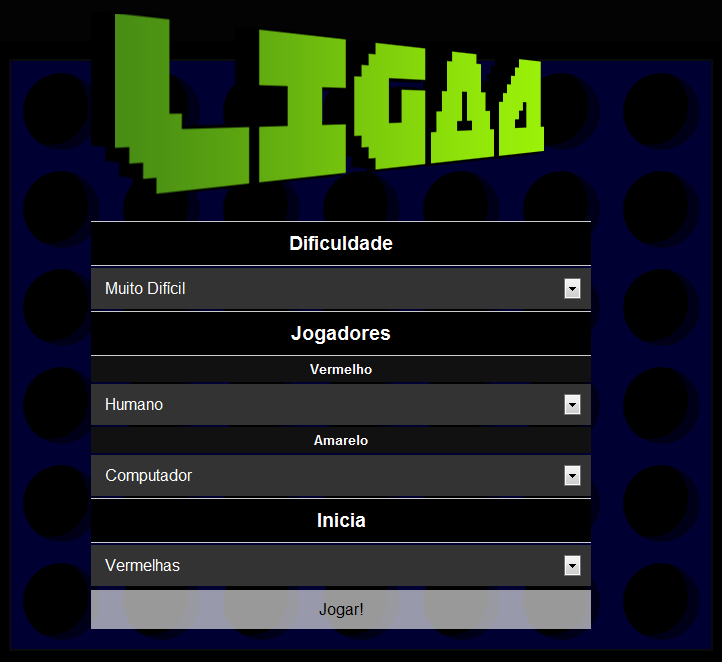 LIGA4
Dificuldade
Muito Difícil
Jogadores
Vermelho
Humano
Amarelo
Computador
Inicia
Vermelhas
Jogar!